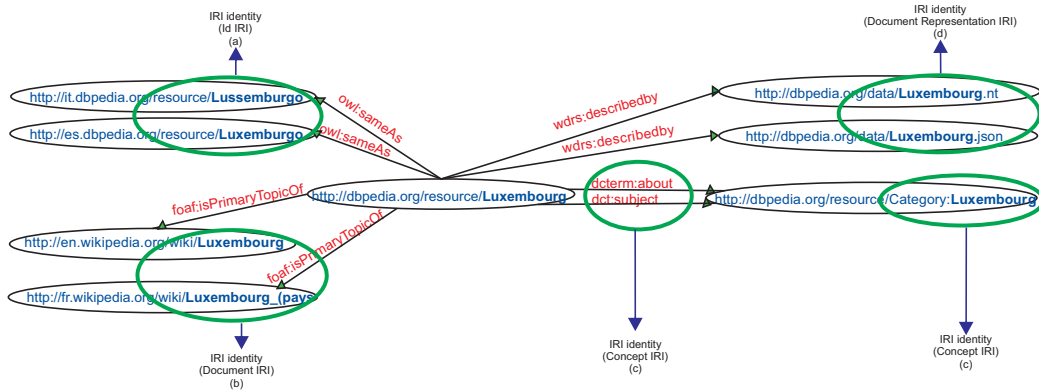 IRI identity
(Id IRI)
(a)
IRI identity
(Document Representation IRI)
(d)
http://it.dbpedia.org/resource/Lussemburgo
http://es.dbpedia.org/resource/Luxemburgo
owl:sameAs
owl:sameAs
wdrs:describedby
wdrs:describedby
http://dbpedia.org/data/Luxembourg.nt
http://dbpedia.org/data/Luxembourg.json
foaf:isPrimaryTopicOf
http://dbpedia.org/resource/Luxembourg
dcterm:about
dct:subject
http://dbpedia.org/resource/Category:Luxembourg
http://en.wikipedia.org/wiki/Luxembourg
foaf:isPrimaryTopicOf
http://fr.wikipedia.org/wiki/Luxembourg_(pays
IRI identity
(Document IRI)
(b)
IRI identity
(Concept IRI)
(c)
IRI identity
(Concept IRI)
(c)